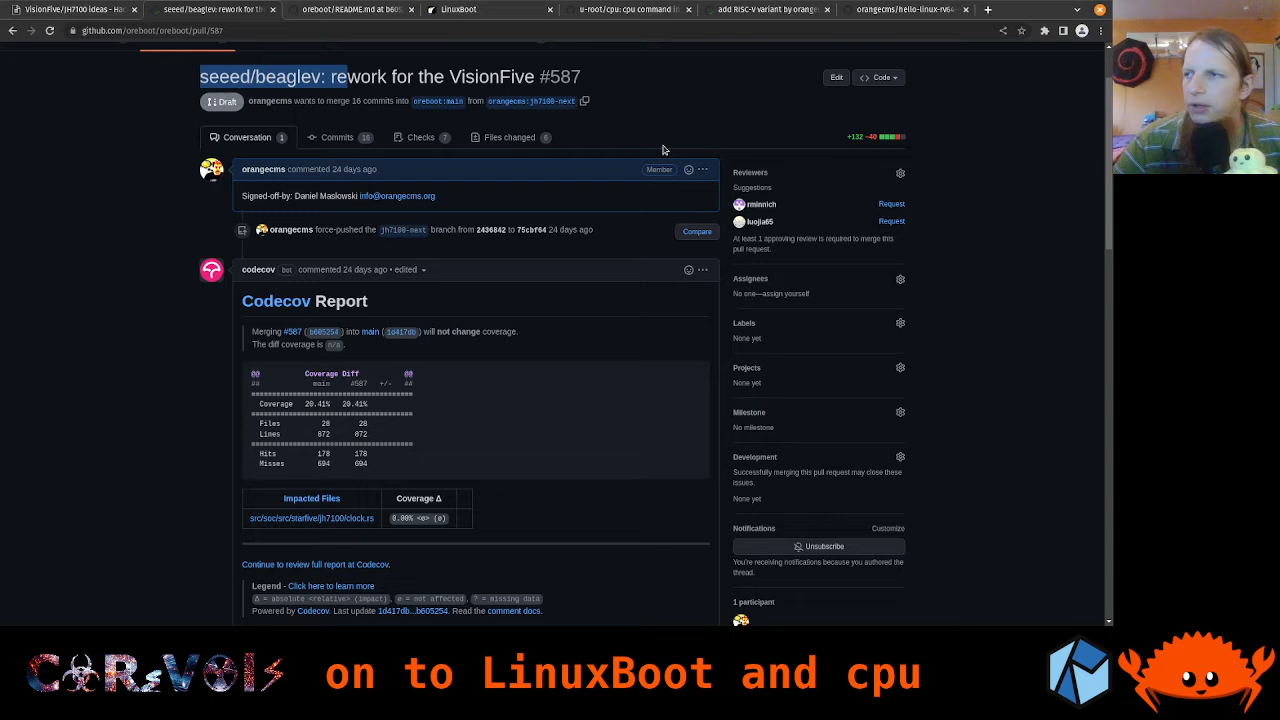 VisionFive/JH7100 ideas - Hac
seeed/beaglev: rework for th
oreboot/README.md at b605
LinuxBoot
u-root/cpu: cpu command in
add RISC-V variant by orange
orangecms/hello-linux-rv64
github.com/oreboot/oreboot/pull/587
seeed/beaglev: rework for the VisionFive #587
Edit
Code
Draft
orangecms wants to merge 16 commits into oreboot:main from orangecms:jh7100-next
Conversation 1
Commits 16
Checks 7
Files changed 6
+132 −40
orangecms commented 24 days ago
Member
Signed-off-by: Daniel Maslowski info@orangecms.org
orangecms force-pushed the jh7100-next branch from 2436842 to 75cbf64 24 days ago
Compare
codecov bot commented 24 days ago • edited
Codecov Report
Merging #587 (b605254) into main (1d417db) will not change coverage.
The diff coverage is n/a.
@@ Coverage Diff @@
## main #587 +/- ##
=========================================
Coverage 20.41% 20.41%
=========================================
Files 28 28
Lines 872 872
=========================================
Hits 178 178
Misses 694 694
Impacted Files Coverage Δ
src/soc/src/starfive/jh7100/clock.rs 0.00% <ø> (ø)
Continue to review full report at Codecov.
Legend - Click here to learn more
Δ = absolute <relative> (impact), ø = not affected, ? = missing data
Powered by Codecov. Last update 1d417db...b605254. Read the comment docs.
Reviewers
Suggestions
rminnich Request
luojia65 Request
At least 1 approving review is required to merge this
pull request.
Assignees
No one—assign yourself
Labels
None yet
Projects
None yet
Milestone
No milestone
Development
Successfully merging this pull request may close these
issues.
None yet
Notifications Customize
Unsubscribe
You're receiving notifications because you authored the
thread.
1 participant
on to LinuxBoot and cpu